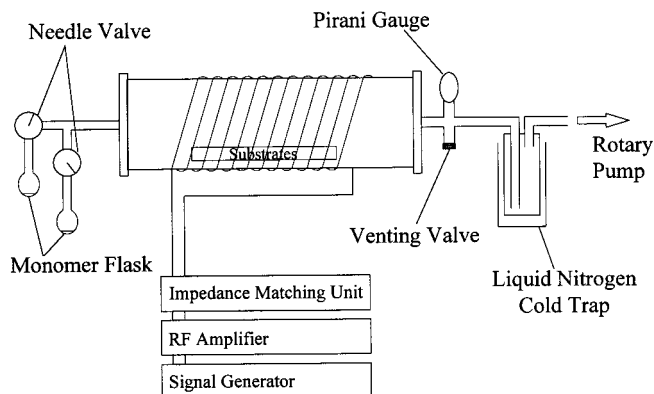 Pirani Gauge
Needle Valve
Substrates
Rotary
Pump
Venting Valve
Monomer Flask
Liquid Nitrogen
Cold Trap
Impedance Matching Unit
RF Amplifier
Signal Generator